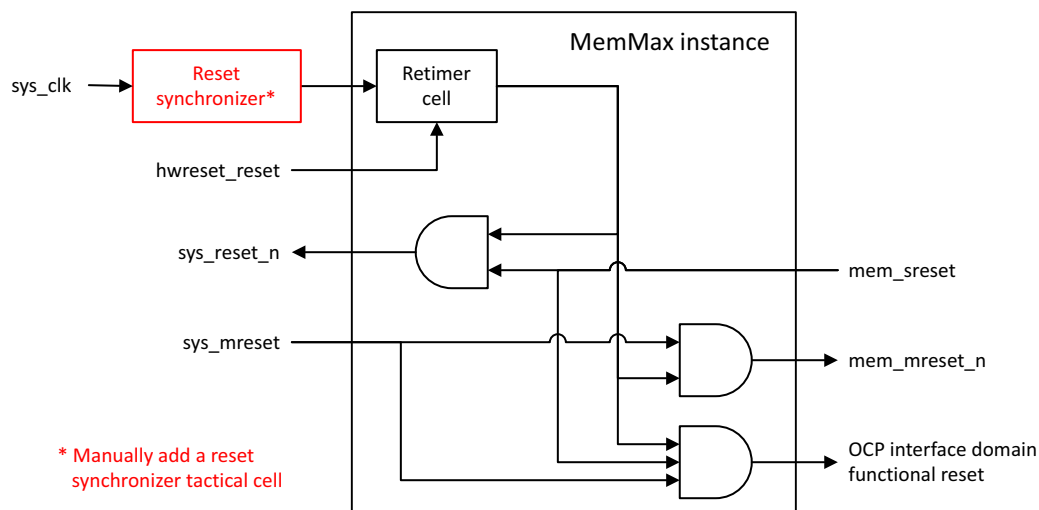 MemMax instance
sys_clk
Reset
synchronizer*
Retimer
cell
hwreset_reset
sys_reset_n
mem_sreset
sys_mreset
mem_mreset_n
* Manually add a reset
synchronizer tactical cell
OCP interface domain
functional reset